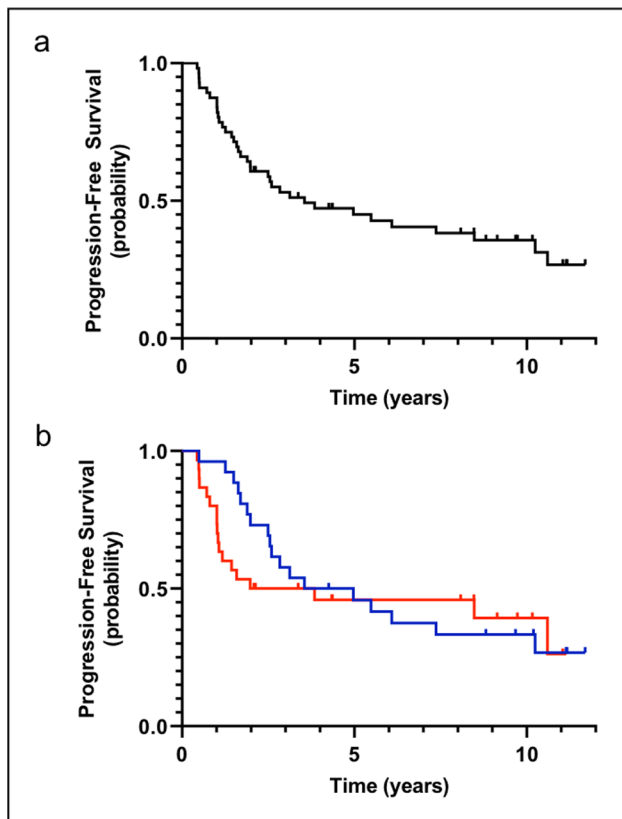 a
1.0
0.5
0.0
0
5
10
Progression-Free Survival
(probability)
Time (years)
b
1.0
0.5
0.0
0
5
10
Progression-Free Survival
(probability)
Time (years)